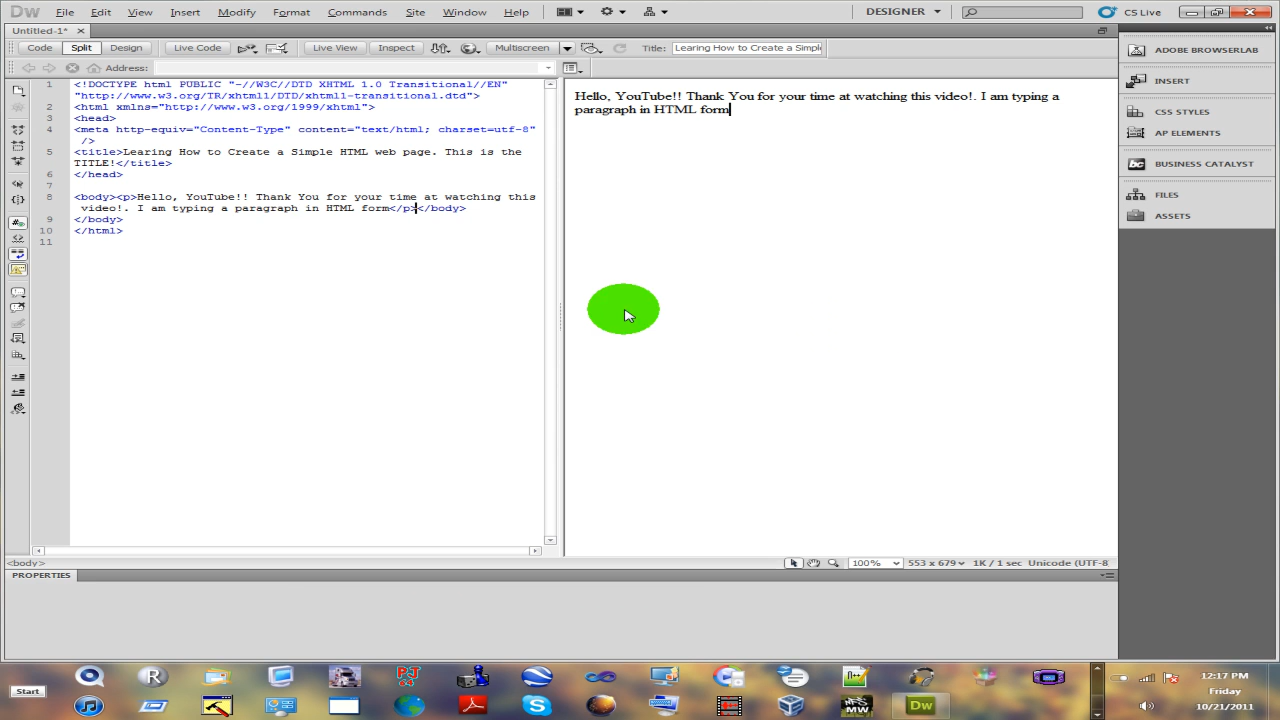 Dw File Edit View Insert Modify Format Commands Site Window Help DESIGNER CS Live
Untitled-1*
Code Split Design Live Code Live View Inspect Multiscreen Title: Learing How to Create a Simple
Address:
1 <!DOCTYPE html PUBLIC "-//W3C//DTD XHTML 1.0 Transitional//EN"
"http://www.w3.org/TR/xhtml1/DTD/xhtml1-transitional.dtd">
2 <html xmlns="http://www.w3.org/1999/xhtml">
3 <head>
4 <meta http-equiv="Content-Type" content="text/html; charset=utf-8"
/>
5 <title>Learing How to Create a Simple HTML web page. This is the
TITLE!</title>
6 </head>
7
8 <body><p>Hello, YouTube!! Thank You for your time at watching this
video!. I am typing a paragraph in HTML form</p></body>
9 </body>
10 </html>
11
Hello, YouTube!! Thank You for your time at watching this video!. I am typing a
paragraph in HTML form
ADOBE BROWSERLAB
INSERT
CSS STYLES
AP ELEMENTS
bc BUSINESS CATALYST
FILES
ASSETS
<body> 100% 553 x 679 1K / 1 sec Unicode (UTF-8
PROPERTIES
Start
NFS
MW
Dw
12:17 PM
Friday
10/21/2011